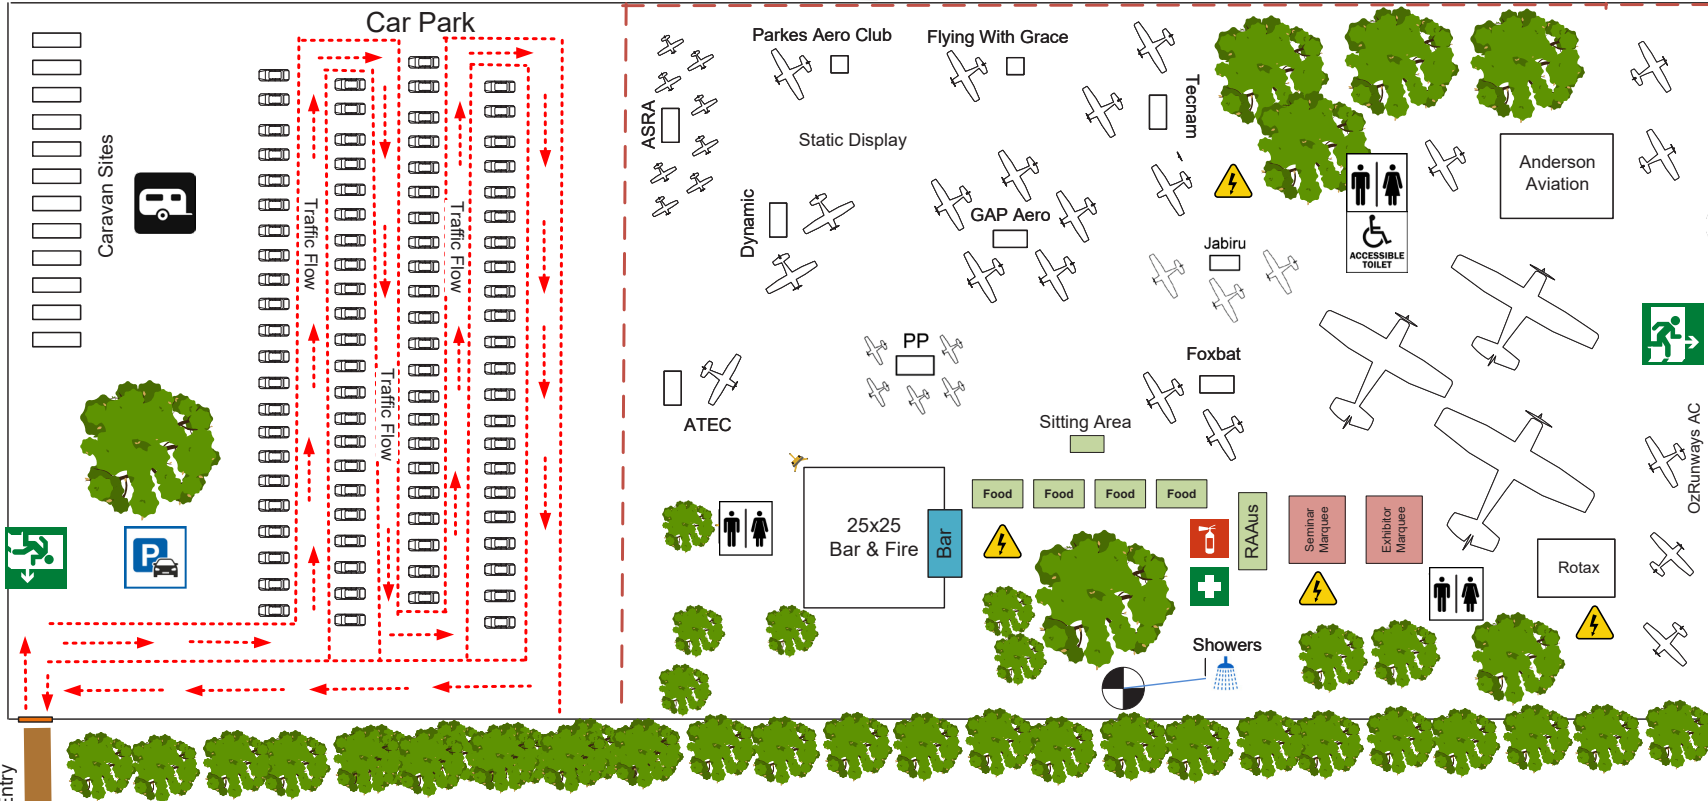 Car Park
Parkes Aero Club
Flying With Grace
Tecnam
ASRA
Static Display
Caravan Sites
Anderson
Aviation
Traffic Flow
Traffic Flow
Traffic Flow
Dynamic
GAP Aero
Jabiru
ACCESSIBLE
TOILET
PP
Foxbat
ATEC
Sitting Area
OzRunways AC
Food
Food
Food
Food
25x25
Bar & Fire
Bar
RAAus
Seminar
Marquee
Exhibitor
Marquee
P
Rotax
Showers
Entry